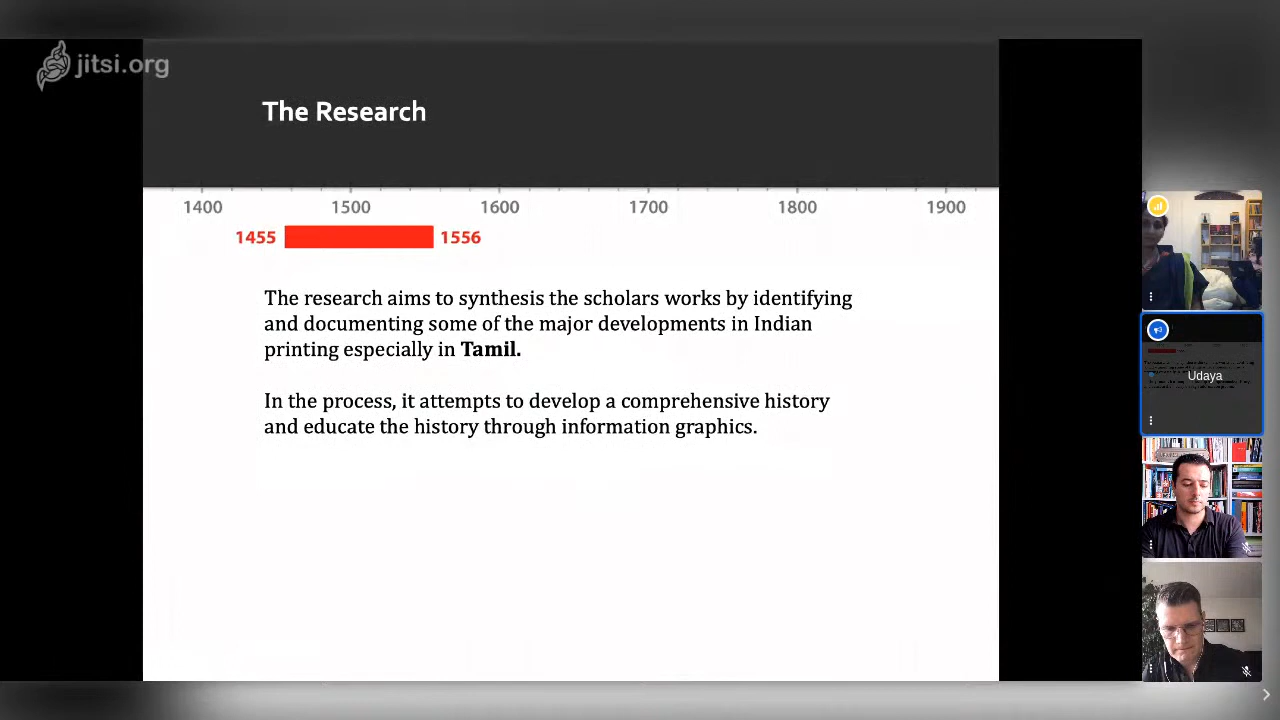 jitsi.org
The Research
1400 1500 1600 1700 1800 1900
1455 1556
The research aims to synthesis the scholars works by identifying
and documenting some of the major developments in Indian
printing especially in Tamil.
In the process, it attempts to develop a comprehensive history
and educate the history through information graphics.
Udaya